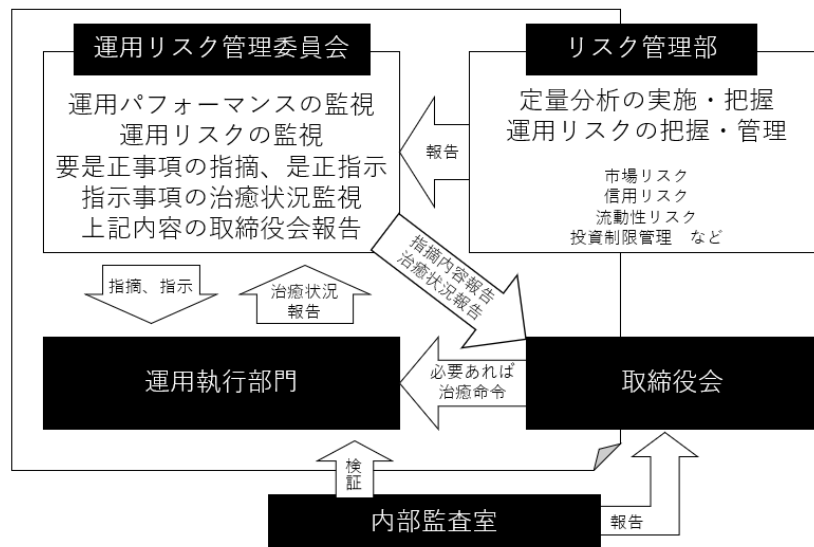 運用リスク管理委員会
運用パフォーマンスの監視
運用リスクの監視
要是正事項の指摘、是正指示
指示事項の治癒状況監視
上記内容の取締役会報告
報告
リスク管理部
定量分析の実施・把握
運用リスクの把握・管理
市場リスク
信用リスク
流動性リスク
投資制限管理　など
指摘、指示
治癒状況
報告
指摘内容報告
治癒状況報告
運用執行部門
必要あれば
治癒命令
取締役会
検証
内部監査室
報告